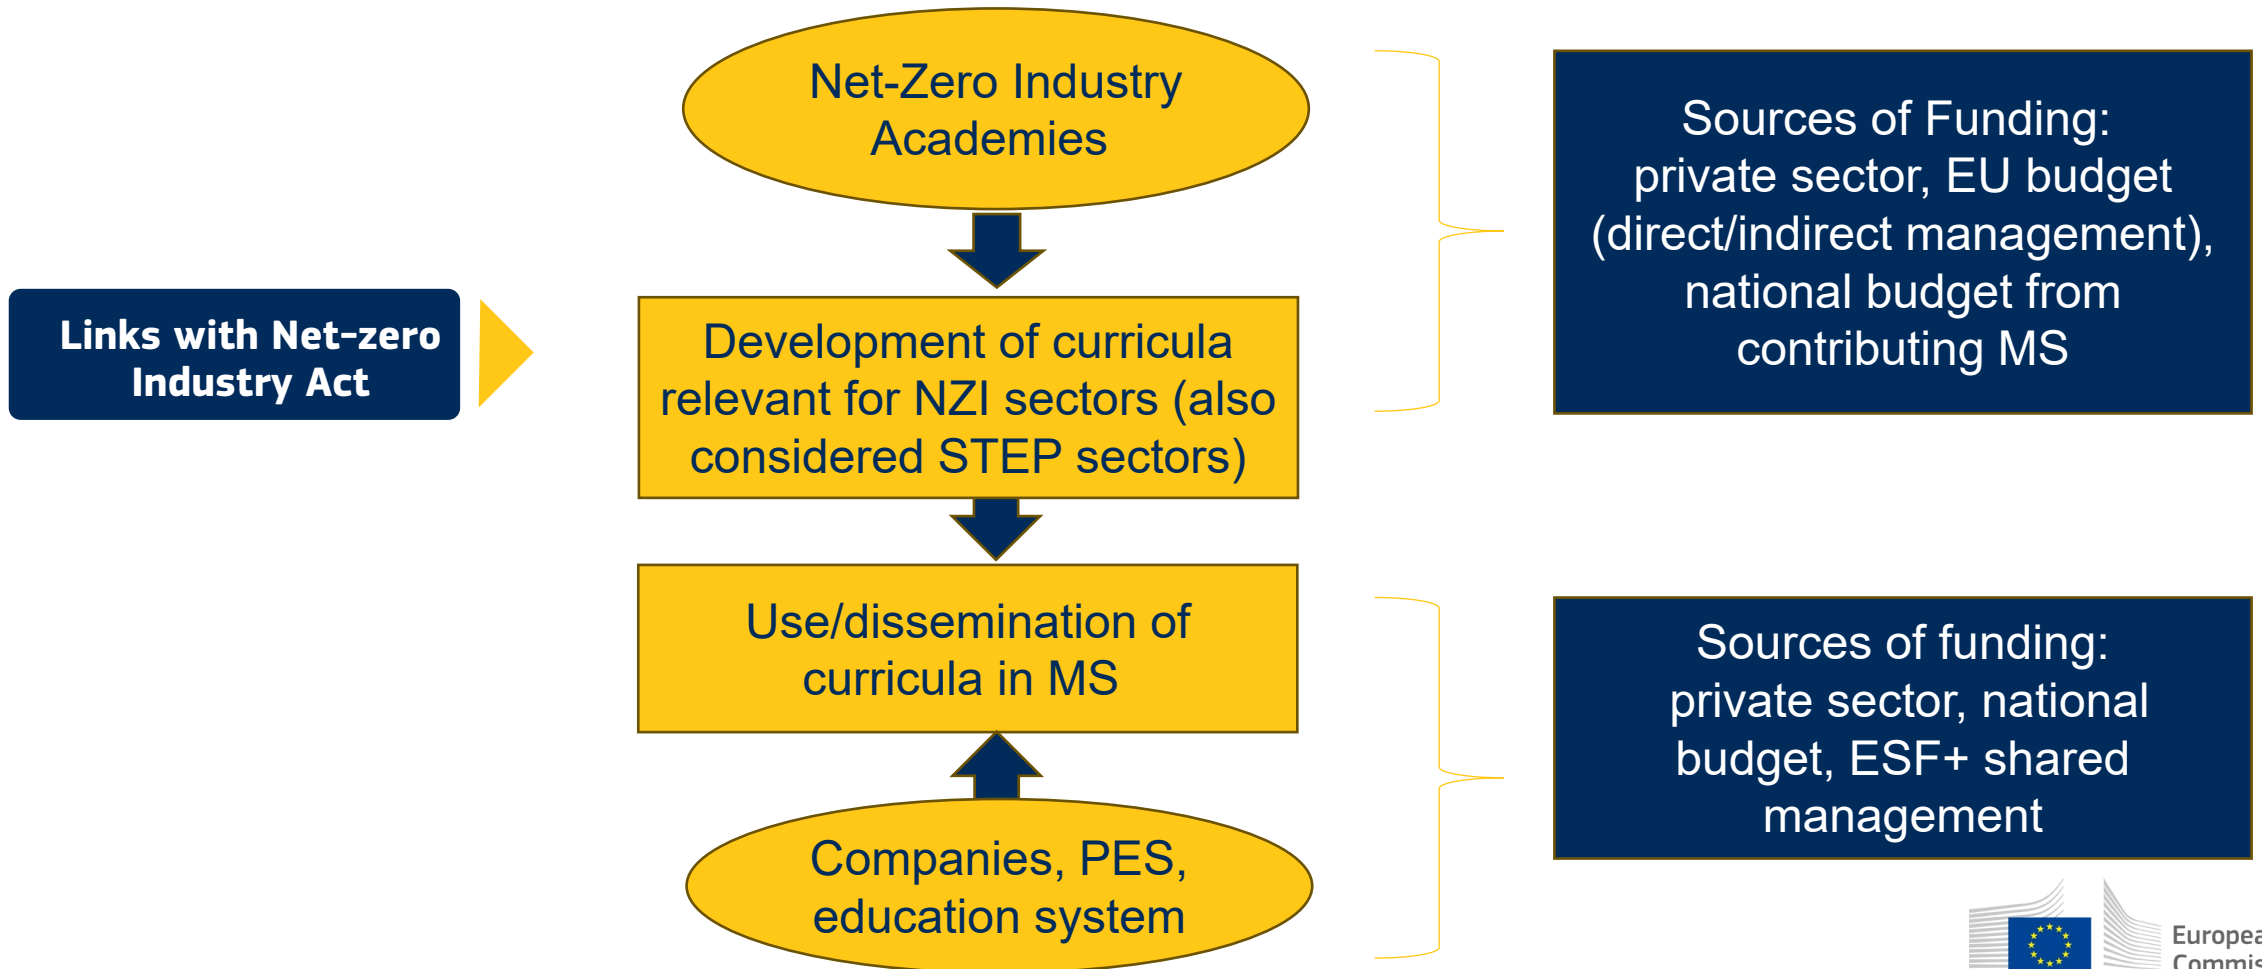 Net-Zero Industry
Academies
Sources of Funding:
private sector, EU budget
(direct/indirect management),
national budget from
contributing MS
Links with Net-zero
Industry Act
Development of curricula
relevant for NZI sectors (also
considered STEP sectors)
Use/dissemination of
curricula in MS
Sources of funding:
private sector, national
budget, ESF+ shared
management
Companies, PES,
education system